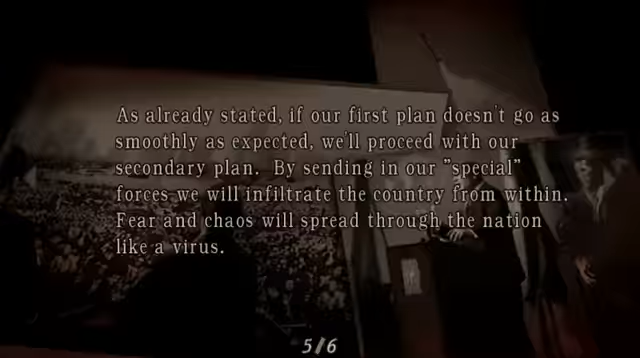 As already stated, if our first plan doesn't go as
smoothly as expected, we'll proceed with our
secondary plan. By sending in our "special"
forces we will infiltrate the country from within.
Fear and chaos will spread through the nation
like a virus.
5/6